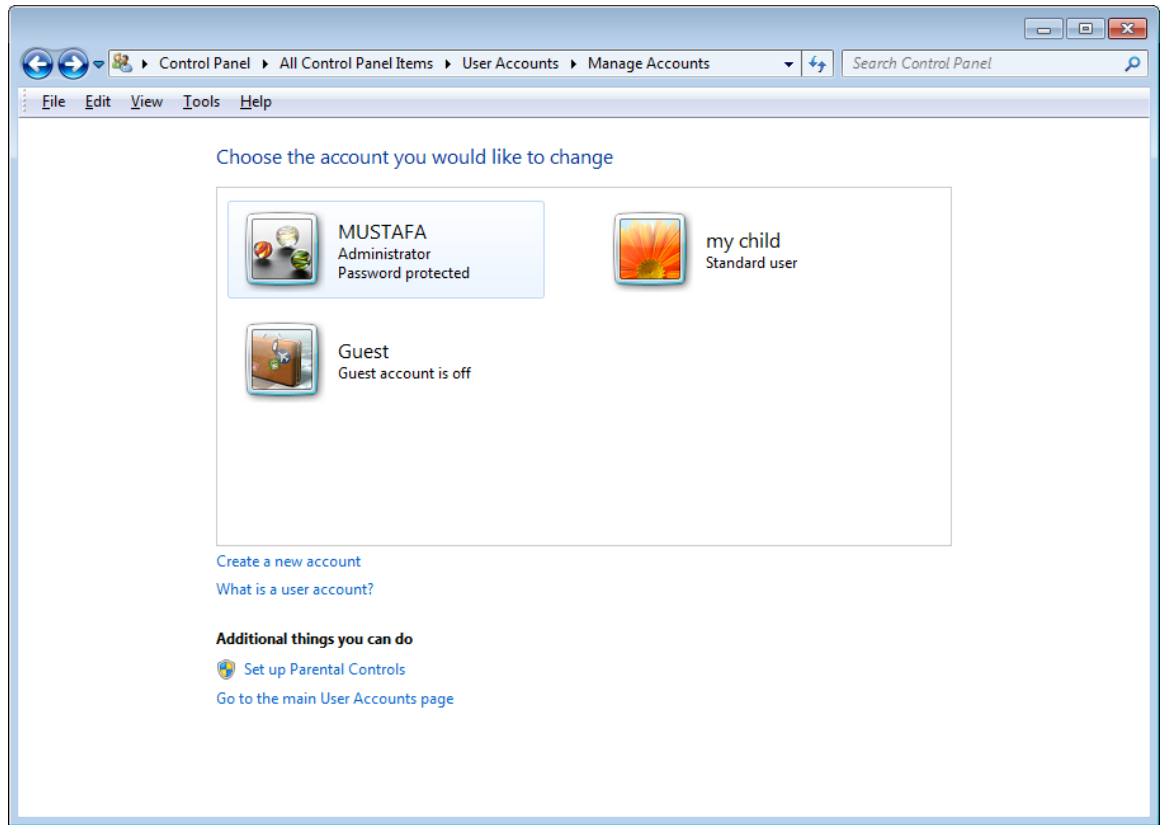 Control Panel All Control Panel Items User Accounts Manage Accounts Search Control Panel
File Edit View Tools Help
Choose the account you would like to change
MUSTAFA
Administrator
Password protected
my child
Standard user
Guest
Guest account is off
Create a new account
What is a user account?
Additional things you can do
Set up Parental Controls
Go to the main User Accounts page